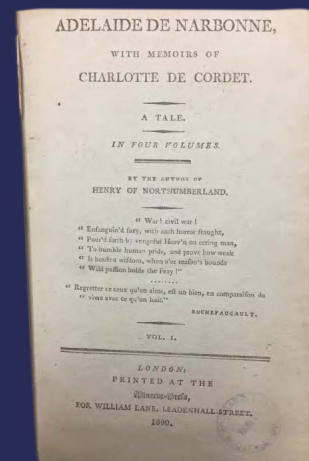 ADELAIDE DE NARBONNE,
WITH MEMOIRS OF
CHARLOTTE DE CORDET.
A TALE.
IN FOUR VOLUMES.
BY THE AUTHOR OF
HENRY OF NORTHUMBERLAND.
" War! civil war!
" Ensanguin'd fury, with such horror fraught,
" Pour'd forth by vengeful Heav'n on erring man,
" To humble human pride, and prove how weak
" Is boasted wisdom, when o'er reason's bounds
" Wild passion holds the sway!"
" Regretter ce ceux qu'on aime, est un bien, en comparaison de
" vivre avec ce qu'on hait."
ROCHEFAUCAULT.
VOL. I.
LONDON:
PRINTED AT THE
Minerva-Press,
FOR WILLIAM LANE, LEADENHALL-STREET.
1800.